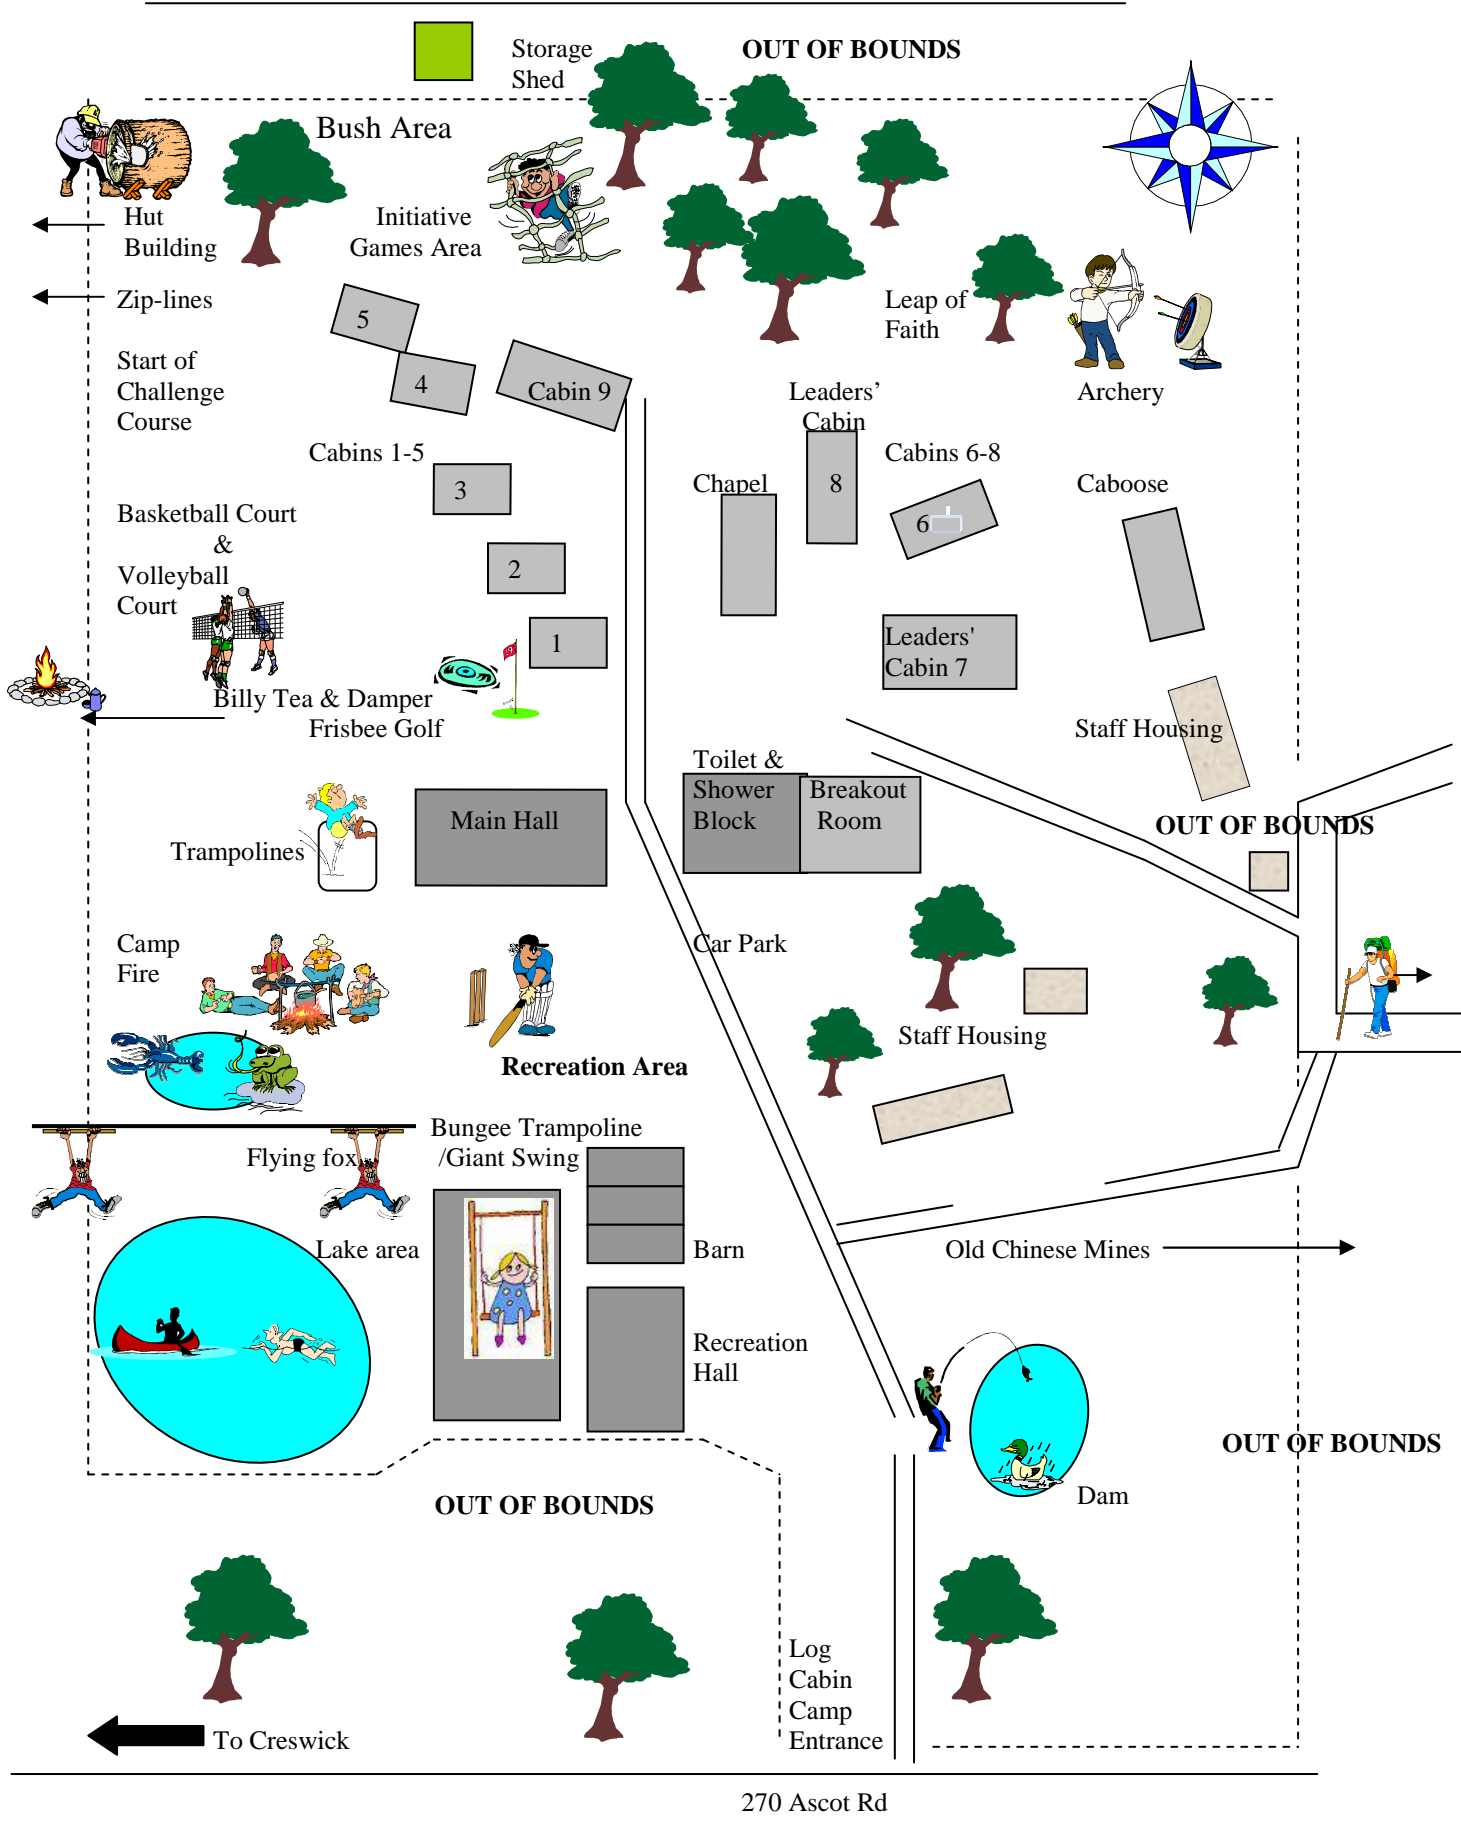 Storage
Shed
OUT OF BOUNDS
Bush Area
Hut
Building
Initiative
Games Area
Zip-lines
Leap of
Faith
5
Start of
Challenge
Course
4
Cabin 9
Leaders’
Cabin
Archery
Cabins 1-5
Cabins 6-8
3
Chapel
8
Caboose
Basketball Court
&
Volleyball
Court
6
2
1
Leaders'
Cabin 7
Billy Tea & Damper
Frisbee Golf
Staff Housing
Toilet &
Shower
Block
Breakout
Room
Main Hall
OUT OF BOUNDS
Trampolines
Camp
Fire
Car Park
Staff Housing
Recreation Area
Bungee Trampoline
/Giant Swing
Flying fox
Lake area
Barn
Old Chinese Mines
Recreation
Hall
OUT OF BOUNDS
Dam
OUT OF BOUNDS
Log
Cabin
Camp
Entrance
To Creswick
270 Ascot Rd